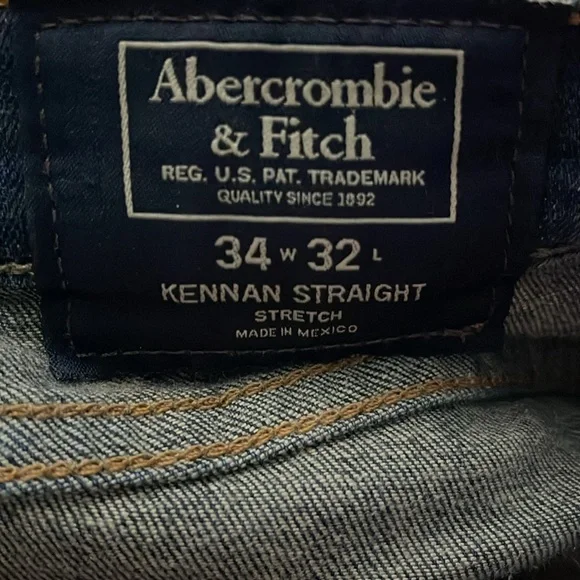 Abercrombie
& Fitch
REG. U.S. PAT. TRADEMARK
QUALITY SINCE 1892
34 W 32 L
KENNAN STRAIGHT
STRETCH
MADE IN MEXICO